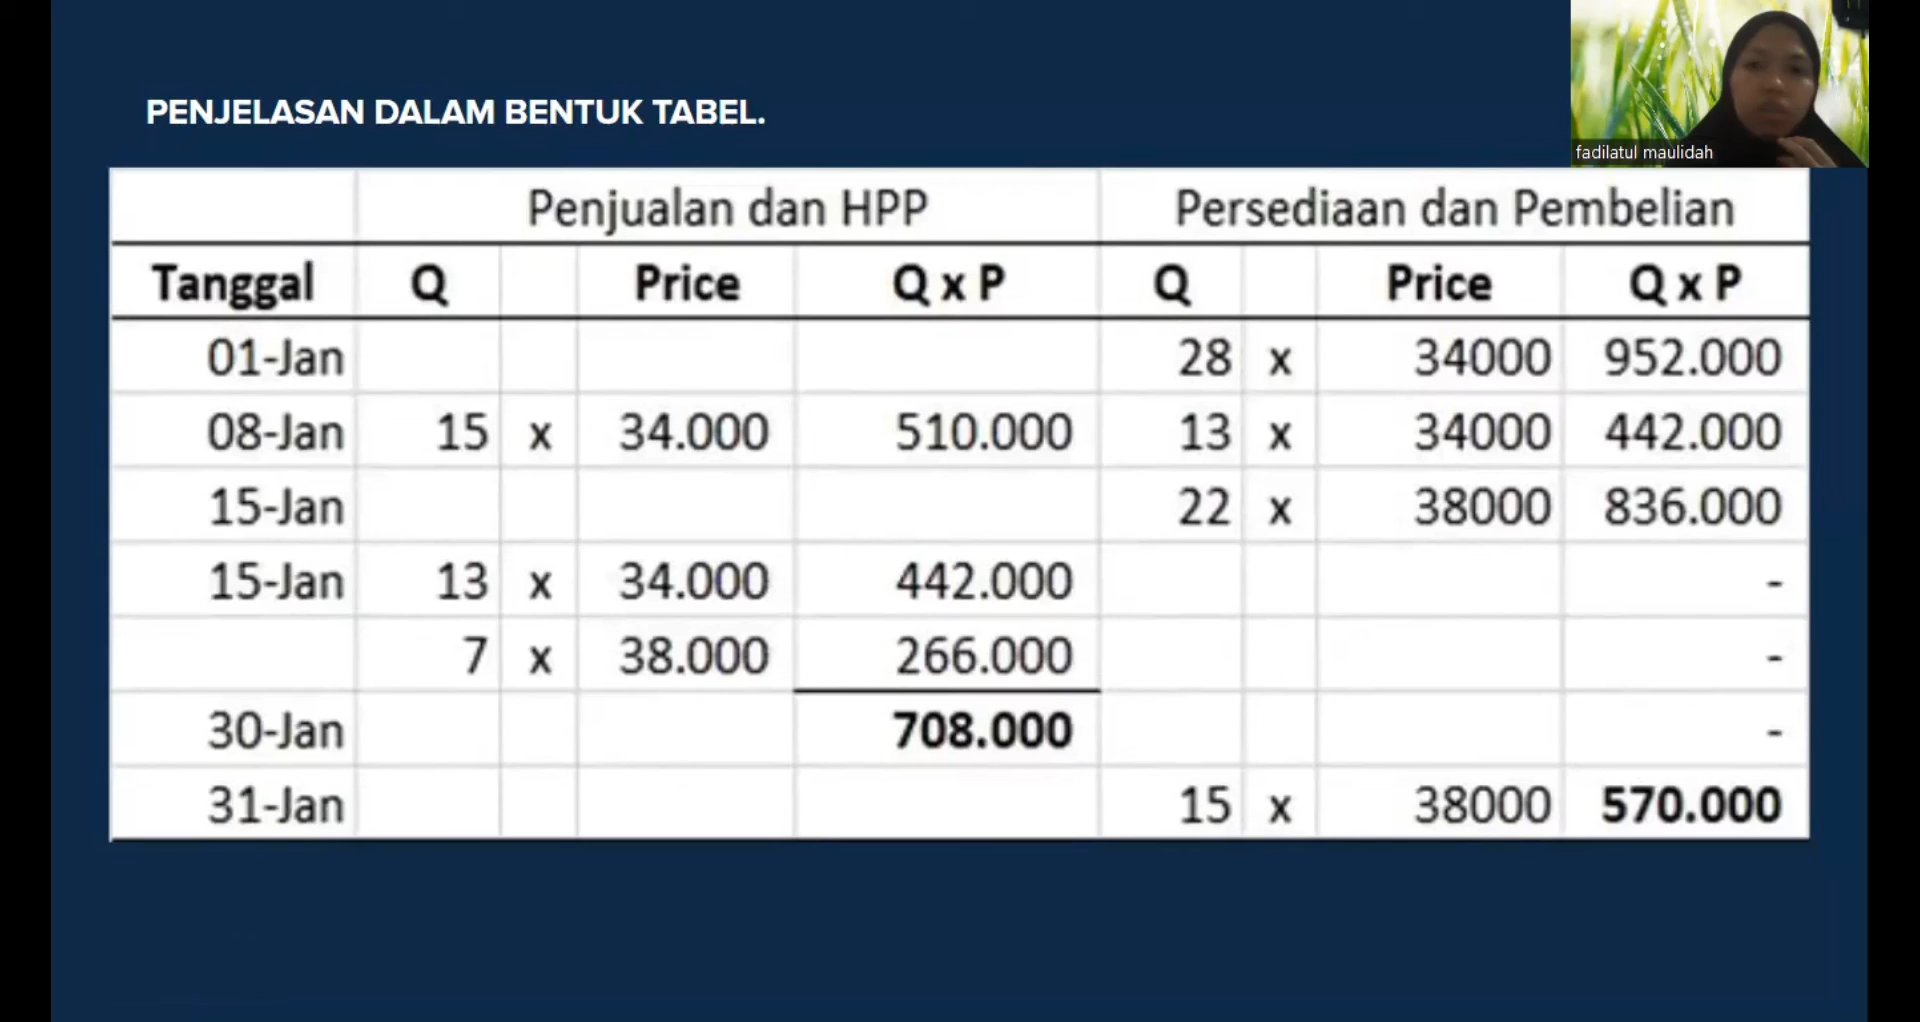 PENJELASAN DALAM BENTUK TABEL.
fadilatul maulidah
Penjualan dan HPP Persediaan dan Pembelian
Tanggal Q Price Q x P Q Price Q x P
01-Jan 28 x 34000 952.000
08-Jan 15 x 34.000 510.000 13 x 34000 442.000
15-Jan 22 x 38000 836.000
15-Jan 13 x 34.000 442.000 -
7 x 38.000 266.000 -
30-Jan 708.000 -
31-Jan 15 x 38000 570.000